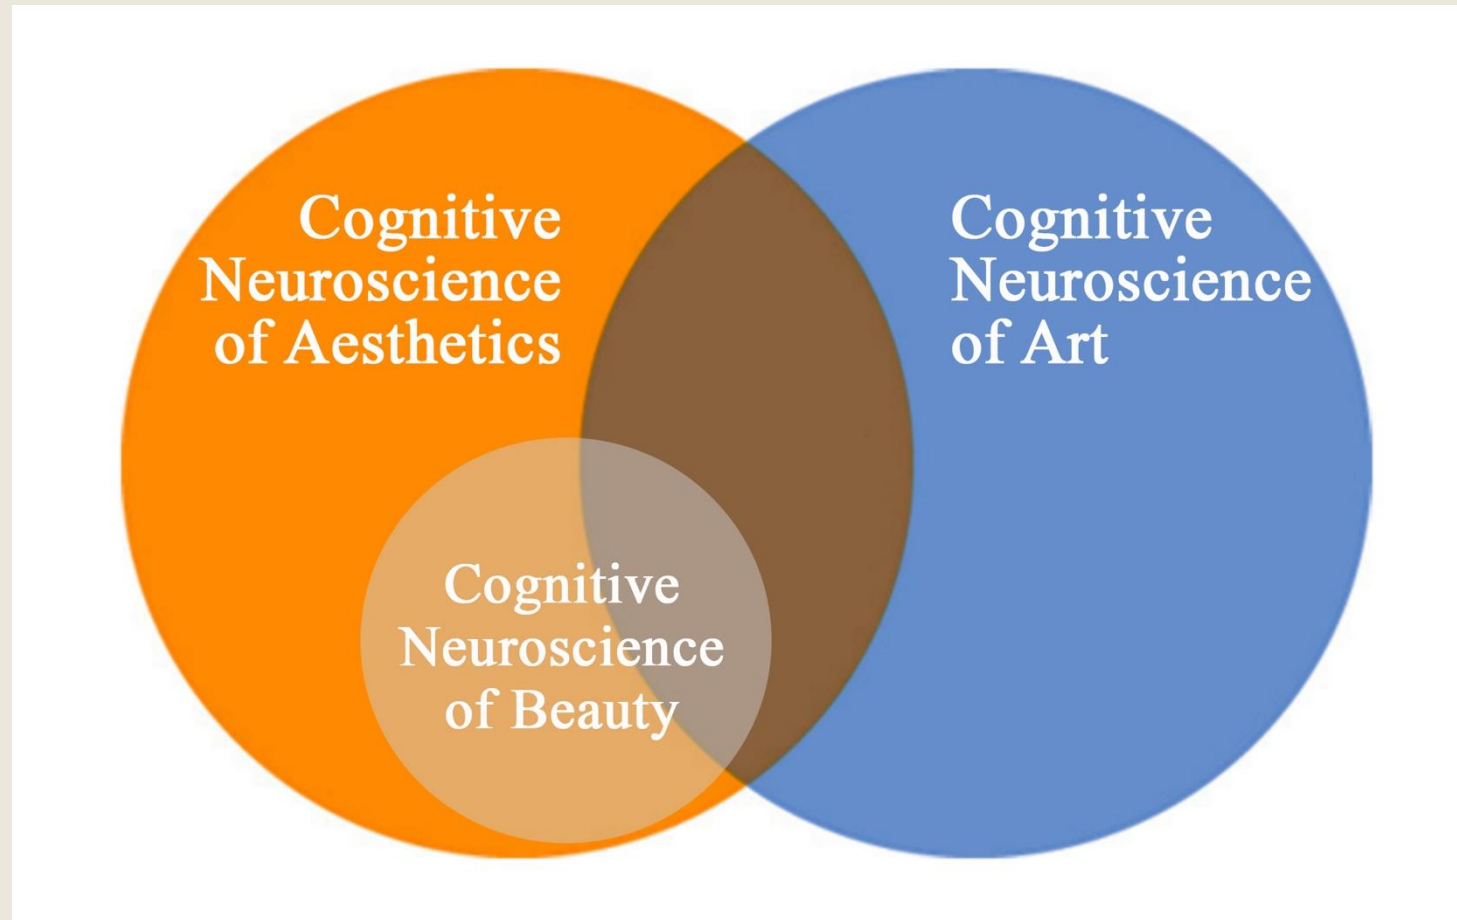 Cognitive
Neuroscience
of Aesthetics
Cognitive
Neuroscience
of Art
Cognitive
Neuroscience
of Beauty